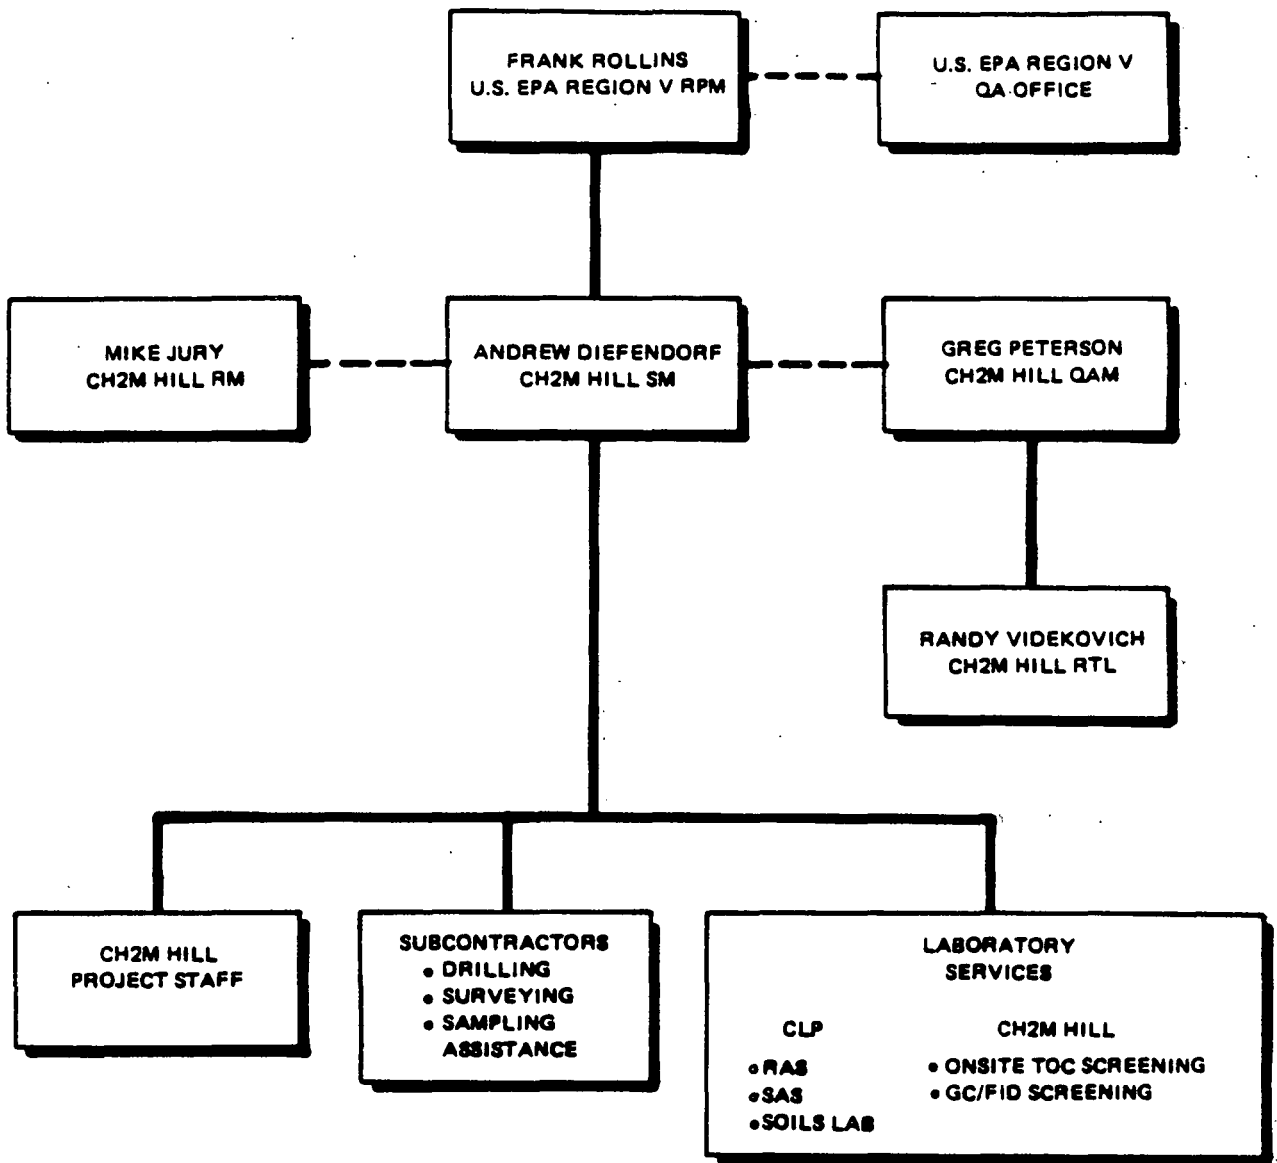 FRANK ROLLINS
U.S. EPA REGION V RPM
U.S. EPA REGION V
QA OFFICE
MIKE JURY
CH2M HILL RM
ANDREW DIEFENDORF
CH2M HILL SM
GREG PETERSON
CH2M HILL QAM
RANDY VIDEKOVICH
CH2M HILL RTL
CH2M HILL
PROJECT STAFF
SUBCONTRACTORS
• DRILLING
• SURVEYING
• SAMPLING
ASSISTANCE
LABORATORY
SERVICES
CLP
• RAS
• SAS
• SOILS LAB
CH2M HILL
• ONSITE TOC SCREENING
• GC/FID SCREENING